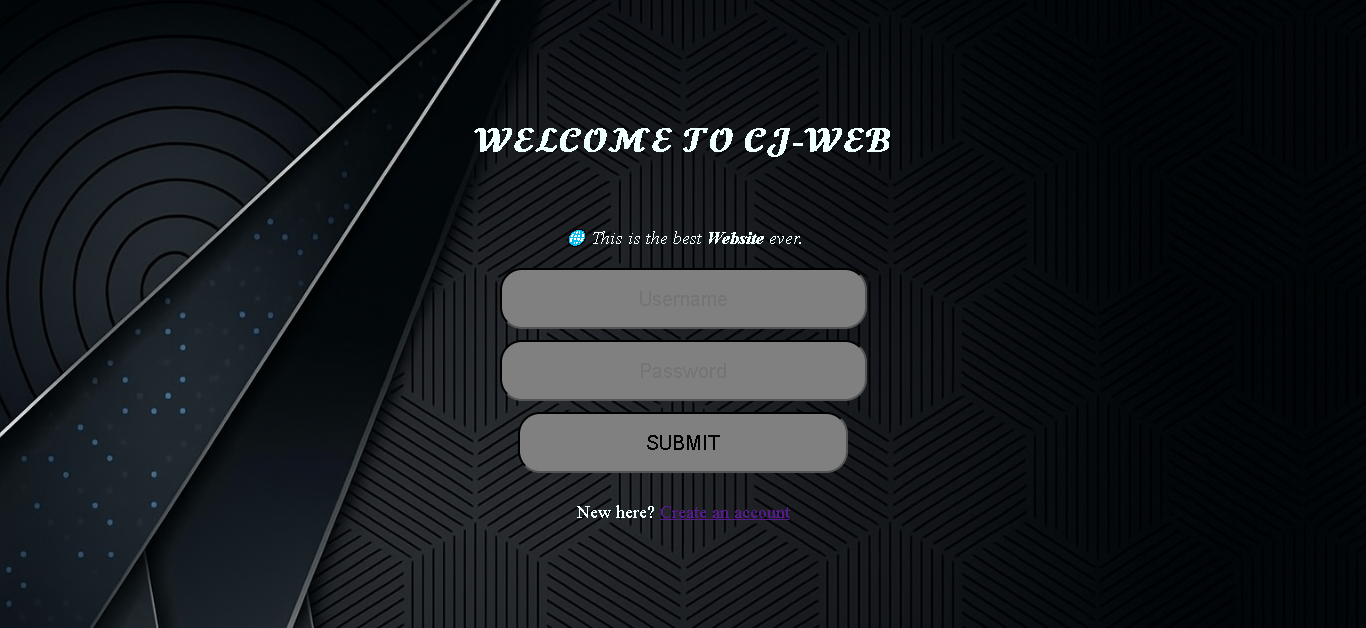 WELCOME TO CJ-WEB
🌐 This is the best Website ever.
Username
Password
SUBMIT
New here? Create an account